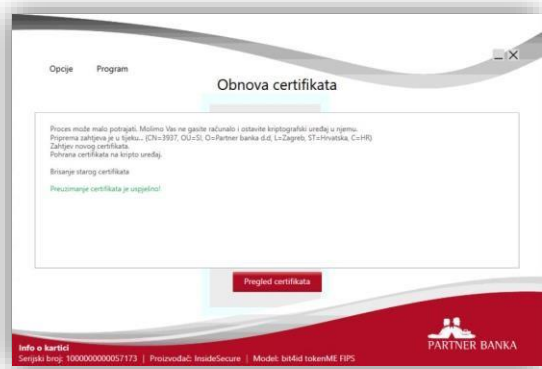 Opcije Program
Obnova certifikata
Proces može malo potrajati. Molimo Vas ne gasite računalo i ostavite kriptografski uređaj u njemu.
Priprema zahtjeva je u tijeku... (CN=3937, OU=SI, O=Partner banka d.d, L=Zagreb, ST=Hrvatska, C=HR)
Zahtjev novog certifikata.
Pohrana certifikata na kripto uređaj.
Brisanje starog certifikata
Preuzimanje certifikata je uspješno!
Pregled certifikata
PARTNER BANKA
Info o kartici
Serijski broj: 1000000000057173 | Proizvođač: InsideSecure | Model: bit4id tokenME FIPS